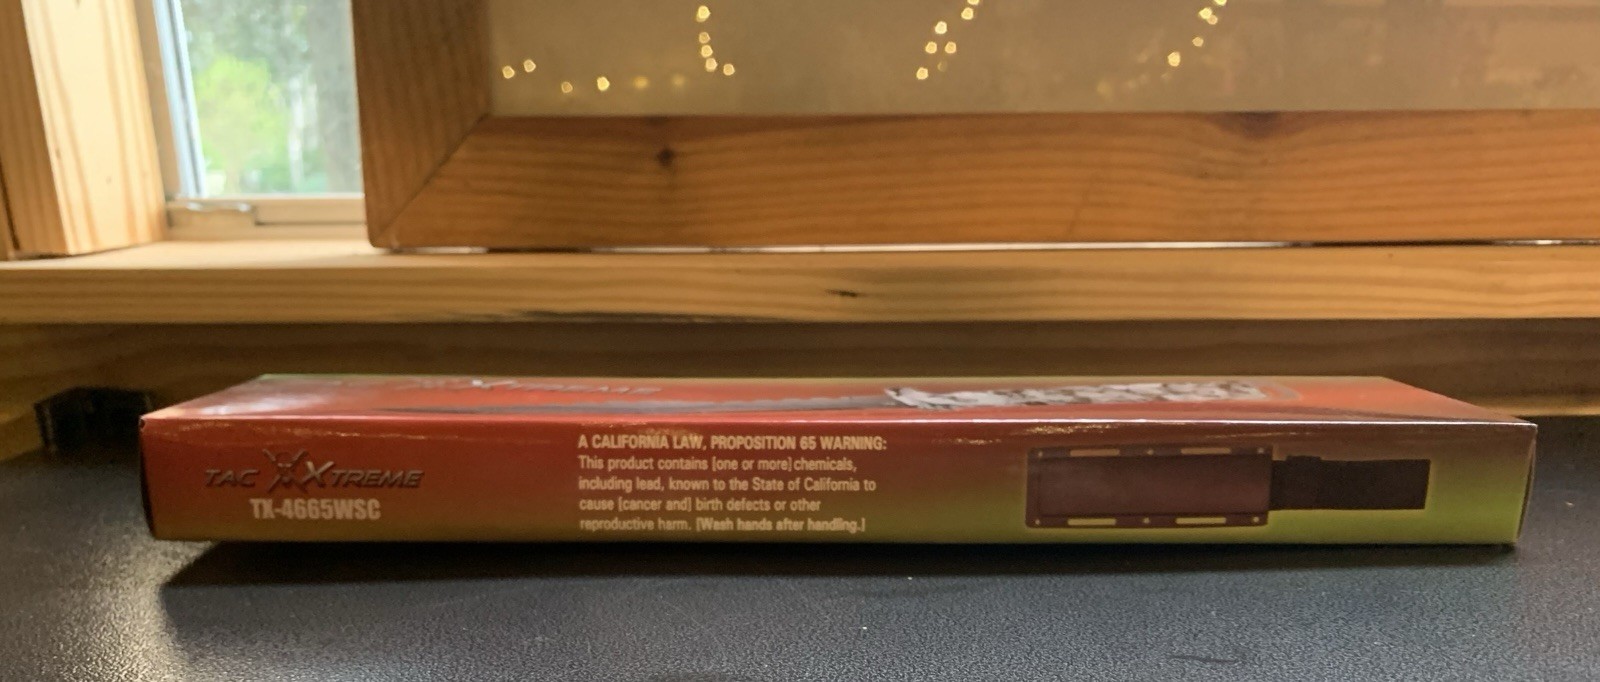 XTREME
TAC XTREME
TX-4665WSC
A CALIFORNIA LAW, PROPOSITION 65 WARNING:
This product contains [one or more] chemicals,
including lead, known to the State of California to
cause [cancer and] birth defects or other
reproductive harm. [Wash hands after handling.]